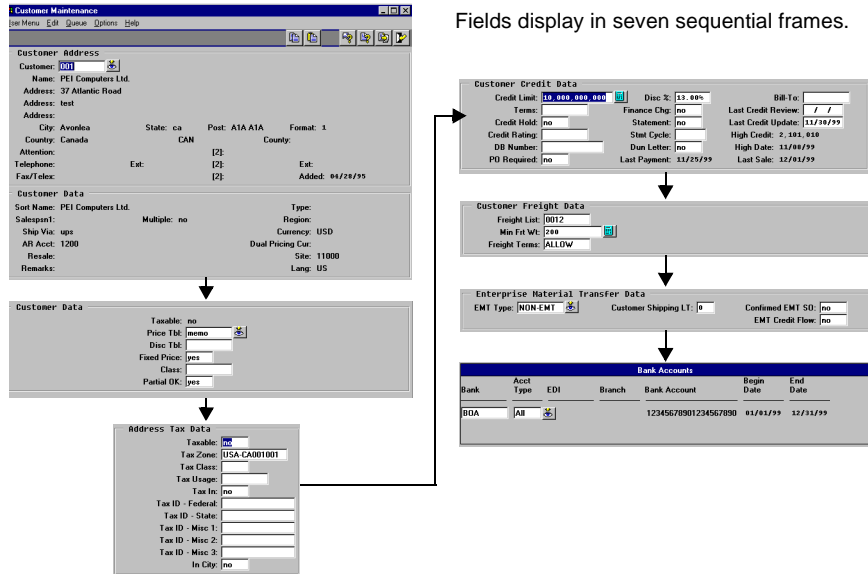 Customer Maintenance
User Menu Edit Queue Options Help
Customer Address
Customer: 001
Name: PEI Computers Ltd.
Address: 37 Atlantic Road
Address: test
Address:
City: Avonlea State: ca Post: A1A A1A Format: 1
Country: Canada CAN County:
Attention: [2]:
Telephone: Ext: [2]: Ext:
Fax/Telex: [2]: Added: 04/28/95
Customer Data
Sort Name: PEI Computers Ltd. Type:
Salespsn1: Multiple: no Region:
Ship Via: ups Currency: USD
AR Acct: 1200 Dual Pricing Cur:
Resale: Site: 11000
Remarks: Lang: US
Customer Data
Taxable: no
Price Tbl: memo
Disc Tbl:
Fixed Price: yes
Class:
Partial OK: yes
Address Tax Data
Taxable: no
Tax Zone: USA-CA001001
Tax Class:
Tax Usage:
Tax In: no
Tax ID - Federal:
Tax ID - State:
Tax ID - Misc 1:
Tax ID - Misc 2:
Tax ID - Misc 3:
In City: no
Fields display in seven sequential frames.
Customer Credit Data
Credit Limit: 10,000,000,000 Disc %: 13.00% Bill-To:
Terms: Finance Chg: no Last Credit Review: / /
Credit Hold: no Statement: no Last Credit Update: 11/30/99
Credit Rating: Stmt Cycle: High Credit: 2,101,010
DB Number: Dun Letter: no High Date: 11/08/99
PO Required: no Last Payment: 11/25/99 Last Sale: 12/01/99
Customer Freight Data
Freight List: 0012
Min Frt Wt: 200
Freight Terms: ALLOW
Enterprise Material Transfer Data
EMT Type: NON-EMT Customer Shipping LT: 0 Confirmed EMT SO: no
EMT Credit Flow: no
Bank Accounts
Bank Acct Type EDI Branch Bank Account Begin Date End Date
BOA All 12345678901234567890 01/01/99 12/31/99